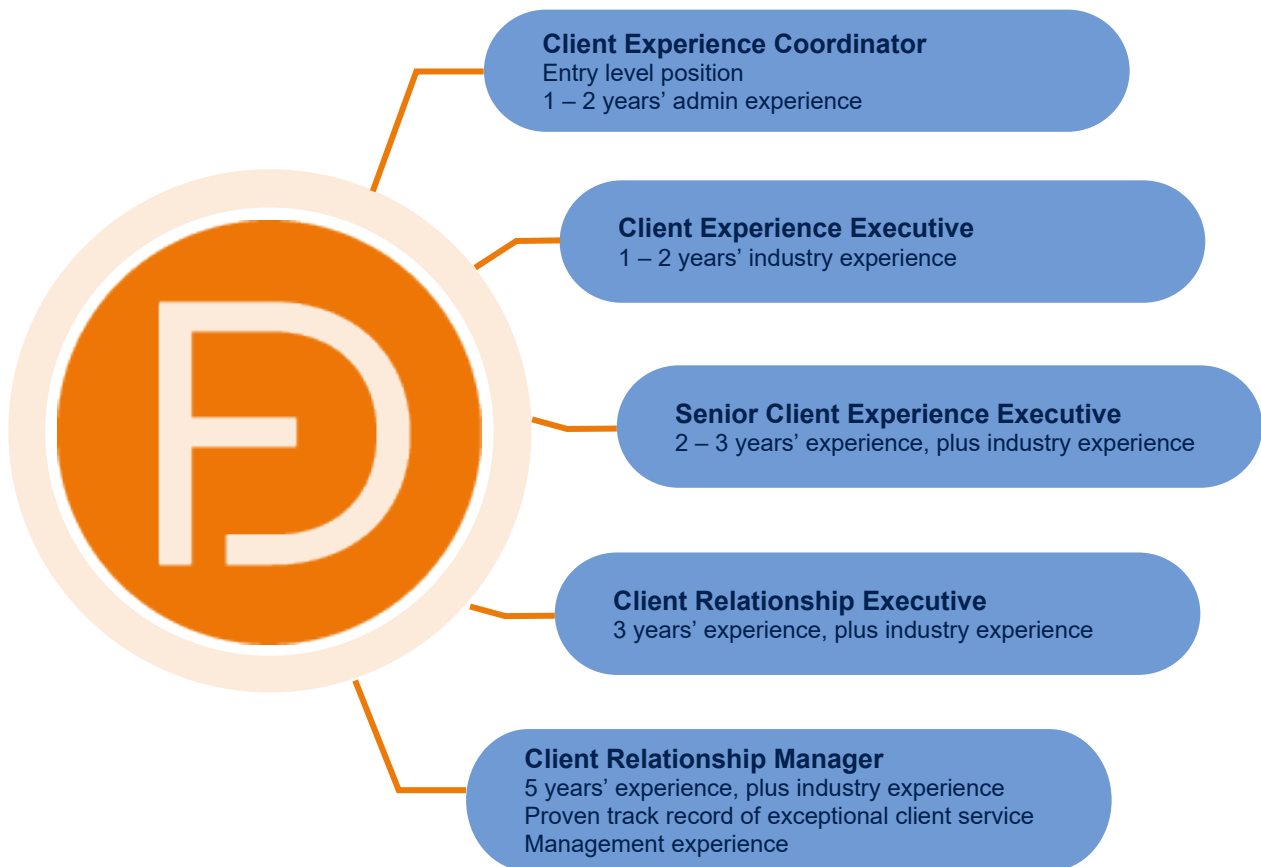 Client Experience Coordinator
Entry level position
1 – 2 years’ admin experience
Client Experience Executive
1 – 2 years’ industry experience
FD
Senior Client Experience Executive
2 – 3 years’ experience, plus industry experience
Client Relationship Executive
3 years’ experience, plus industry experience
Client Relationship Manager
5 years’ experience, plus industry experience
Proven track record of exceptional client service
Management experience